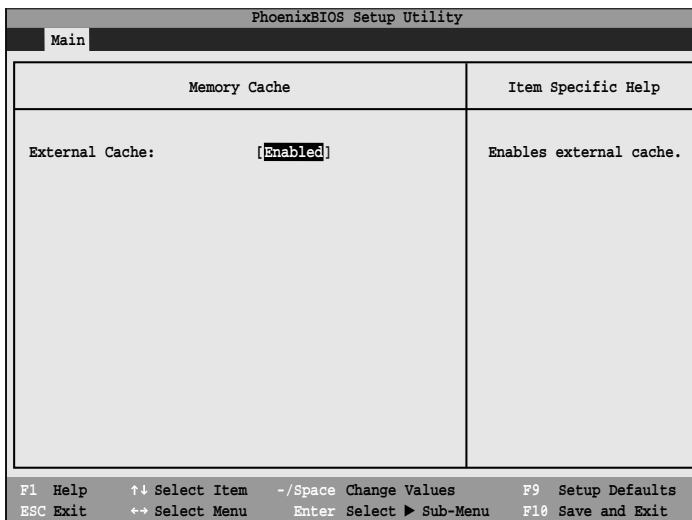 PhoenixBIOS Setup Utility
Main
Memory Cache
Item Specific Help
External Cache: [Enabled]
Enables external cache.
F1 Help ↑↓ Select Item -/Space Change Values F9 Setup Defaults
ESC Exit ←→ Select Menu Enter Select ▶ Sub-Menu F10 Save and Exit